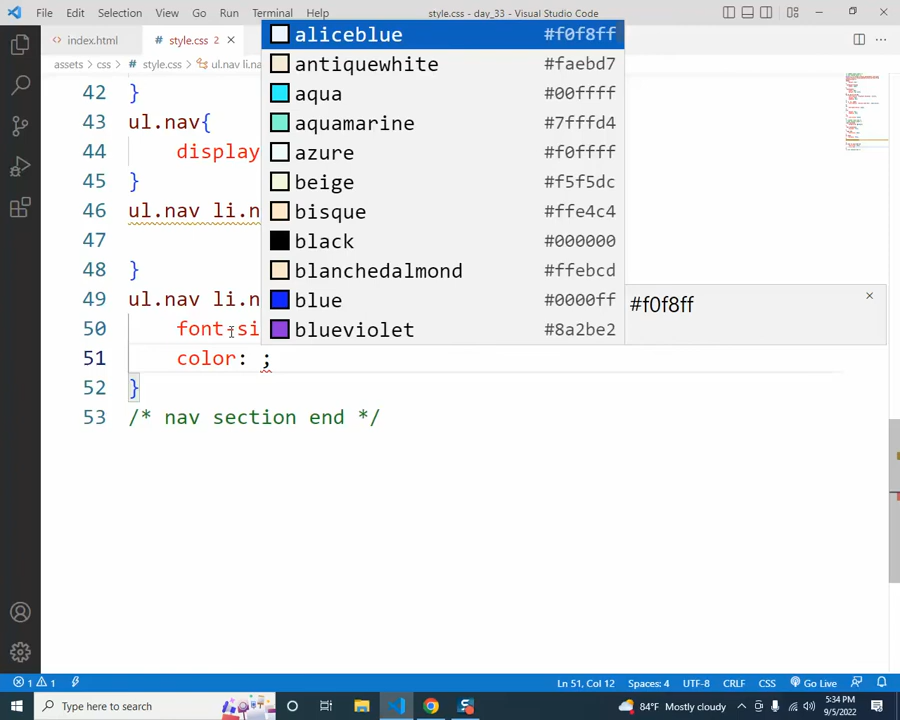 File Edit Selection View Go Run Terminal Help style.css - day_33 - Visual Studio Code
<> index.html # style.css 2
assets > css > # style.css > ul.nav li.na
aliceblue #f0f8ff
antiquewhite #faebd7
aqua #00ffff
aquamarine #7fffd4
azure #f0ffff
beige #f5f5dc
bisque #ffe4c4
black #000000
blanchedalmond #ffebcd
blue #0000ff
blueviolet #8a2be2
#f0f8ff
42 }
43 ul.nav{
44 display
45 }
46 ul.nav li.n
47
48 }
49 ul.nav li.n
50 font-si
51 color: ;
52 }
53 /* nav section end */
1 1 Ln 51, Col 12 Spaces: 4 UTF-8 CRLF CSS Go Live
Type here to search 84°F Mostly cloudy 5:34 PM
9/5/2022